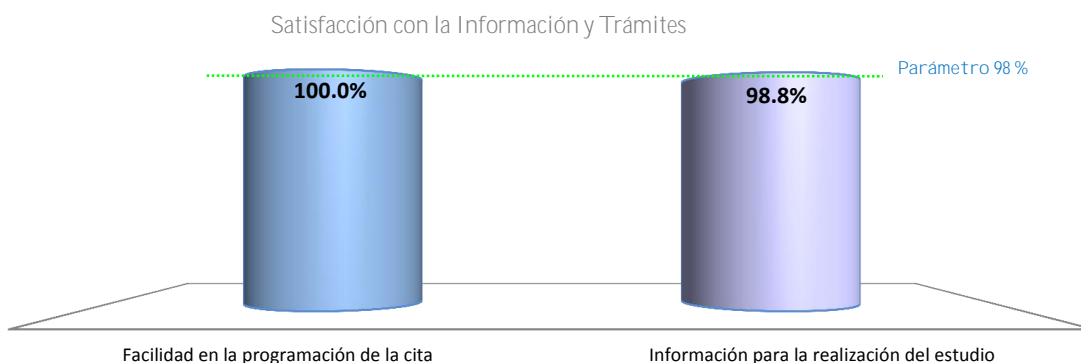 Satisfacción con la Información y Trámites
Parámetro 98 %
100.0%
98.8%
Facilidad en la programación de la cita
Información para la realización del estudio